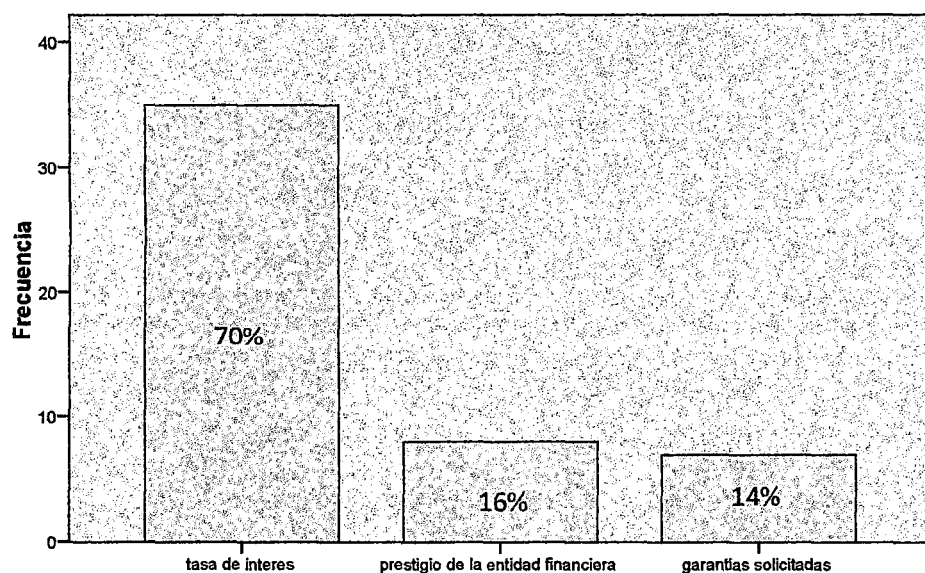 40
30
Frecuencia
20
70%
10
16%
14%
0
tasa de interes
prestigio de la entidad financiera
garantias solicitadas